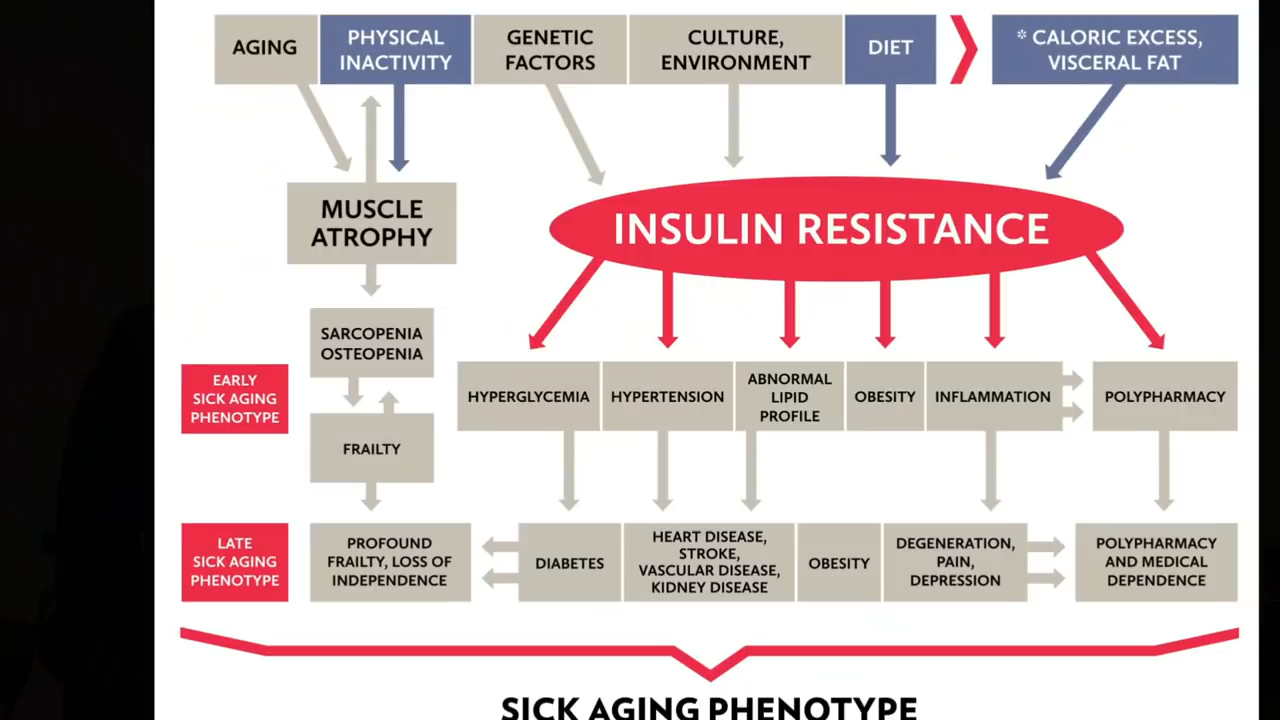 AGING
PHYSICAL
INACTIVITY
GENETIC
FACTORS
CULTURE,
ENVIRONMENT
DIET
* CALORIC EXCESS,
VISCERAL FAT
MUSCLE
ATROPHY
INSULIN RESISTANCE
SARCOPENIA
OSTEOPENIA
EARLY
SICK AGING
PHENOTYPE
FRAILTY
HYPERGLYCEMIA
HYPERTENSION
ABNORMAL
LIPID
PROFILE
OBESITY
INFLAMMATION
POLYPHARMACY
LATE
SICK AGING
PHENOTYPE
PROFOUND
FRAILTY, LOSS OF
INDEPENDENCE
DIABETES
HEART DISEASE,
STROKE,
VASCULAR DISEASE,
KIDNEY DISEASE
OBESITY
DEGENERATION,
PAIN,
DEPRESSION
POLYPHARMACY
AND MEDICAL
DEPENDENCE
SICK AGING PHENOTYPE